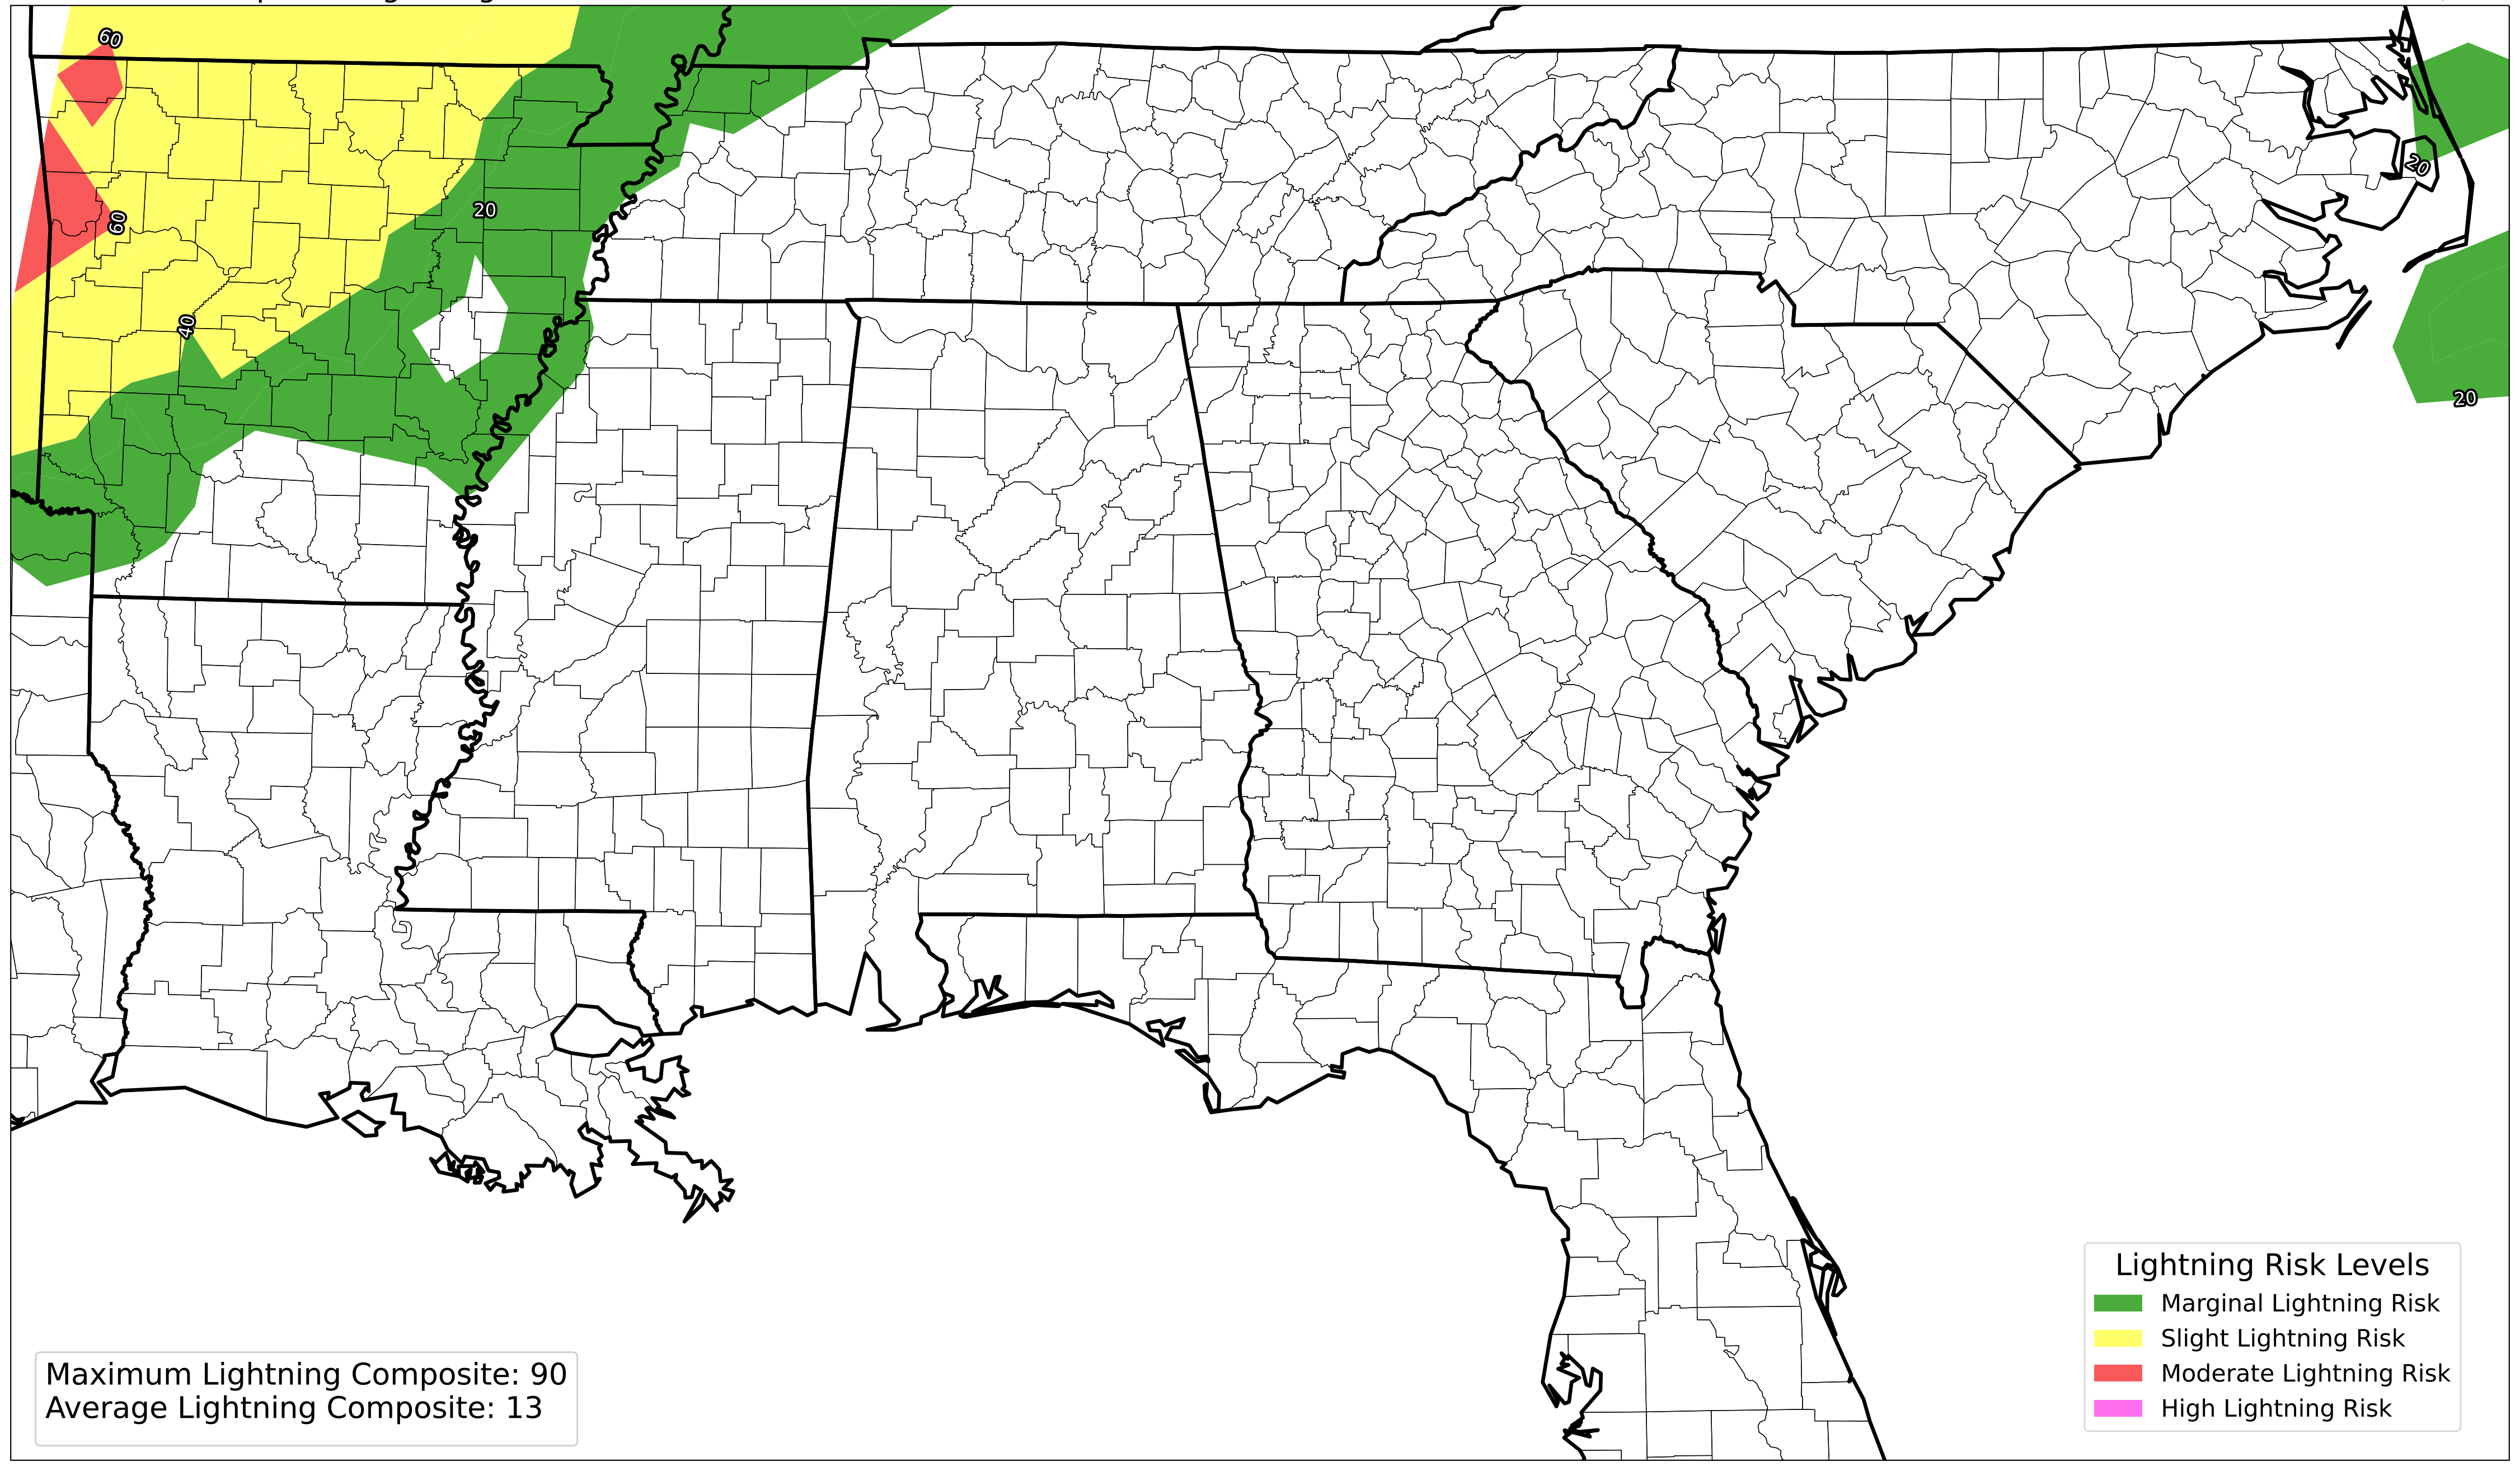 60
20
60
20
40
20
Lightning Risk Levels
Marginal Lightning Risk
Slight Lightning Risk
Moderate Lightning Risk
High Lightning Risk
Maximum Lightning Composite: 90
Average Lightning Composite: 13